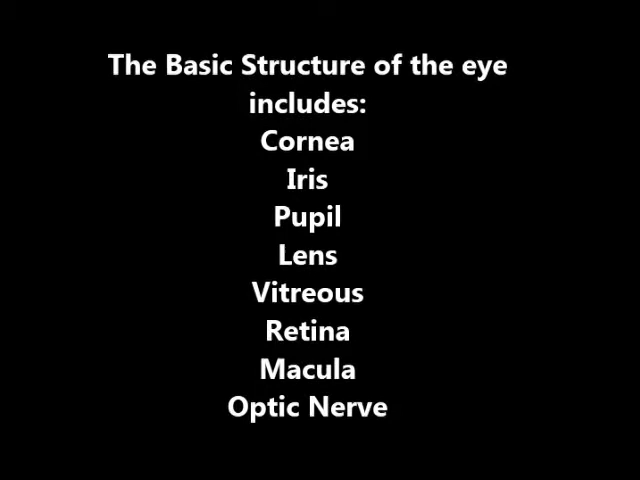 The Basic Structure of the eye
includes:
Cornea
Iris
Pupil
Lens
Vitreous
Retina
Macula
Optic Nerve